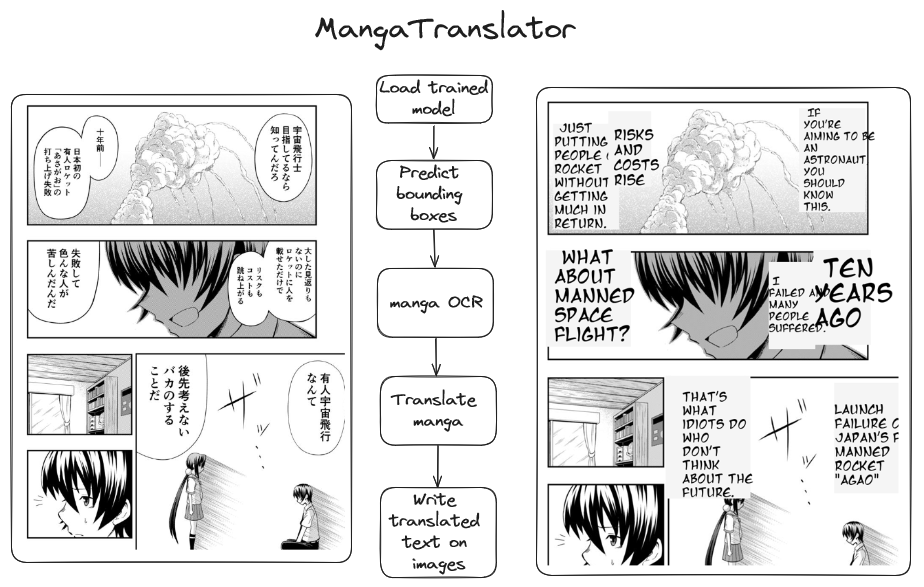 MangaTranslator
宇宙飛行士
目指してるなら
知ってんだろ
十年前――
日本初の
有人ロケット
「あさがお」の
打ち上げ失敗
大した見返りも
ないのに
ロケットに人を
載せただけで
リスクも
コストも
跳ね上がる
失敗して
色んな人が
苦しんだんだ
有人宇宙飛行
なんて
後先考えない
バカのする
ことだ
Load trained
model
Predict
bounding
boxes
manga OCR
Translate
manga
Write
translated
text on
images
JUST
PUTTING
PEOPLE
ROCKET
WITHOUT
GETTING
MUCH IN
RETURN.
RISKS
AND
COSTS
RISE
IF
YOU'RE
AIMING TO BE
AN
ASTRONAUT
YOU
SHOULD
KNOW
THIS.
WHAT
ABOUT
MANNED
SPACE
FLIGHT?
I
FAILED AND
MANY
PEOPLE
SUFFERED.
TEN
YEARS
AGO
THAT'S
WHAT
IDIOTS DO
WHO
DON'T
THINK
ABOUT THE
FUTURE.
LAUNCH
FAILURE O
JAPAN'S F
MANNED
ROCKET
"AGAO"